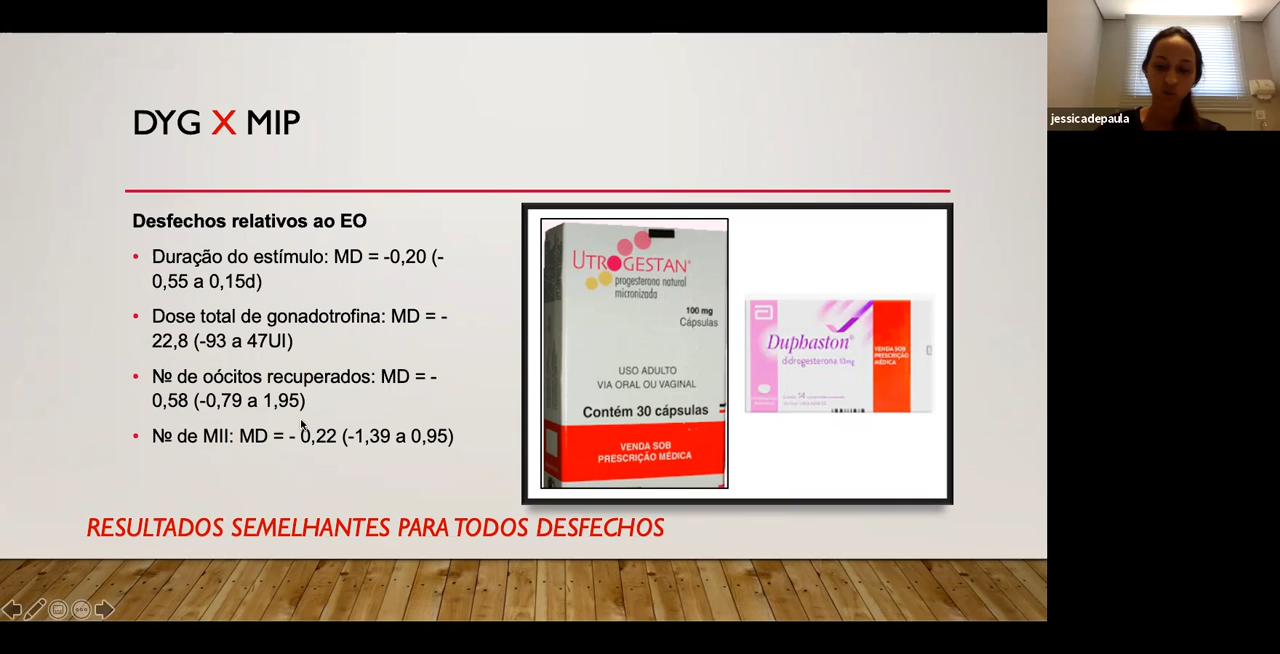 DYG X MIP
Desfechos relativos ao EO
• Duração do estímulo: MD = -0,20 (-
0,55 a 0,15d)
• Dose total de gonadotrofina: MD = -
22,8 (-93 a 47UI)
• Nº de oócitos recuperados: MD = -
0,58 (-0,79 a 1,95)
• Nº de MII: MD = - 0,22 (-1,39 a 0,95)
UTROGESTAN®
progesterona natural
micronizada
100 mg
Cápsulas
USO ADULTO
VIA ORAL OU VAGINAL
Contém 30 cápsulas
VENDA SOB
PRESCRIÇÃO MÉDICA
Duphaston®
didrogesterona 10mg
VENDA SOB
PRESCRIÇÃO
MÉDICA
RESULTADOS SEMELHANTES PARA TODOS DESFECHOS
jessicadepaula